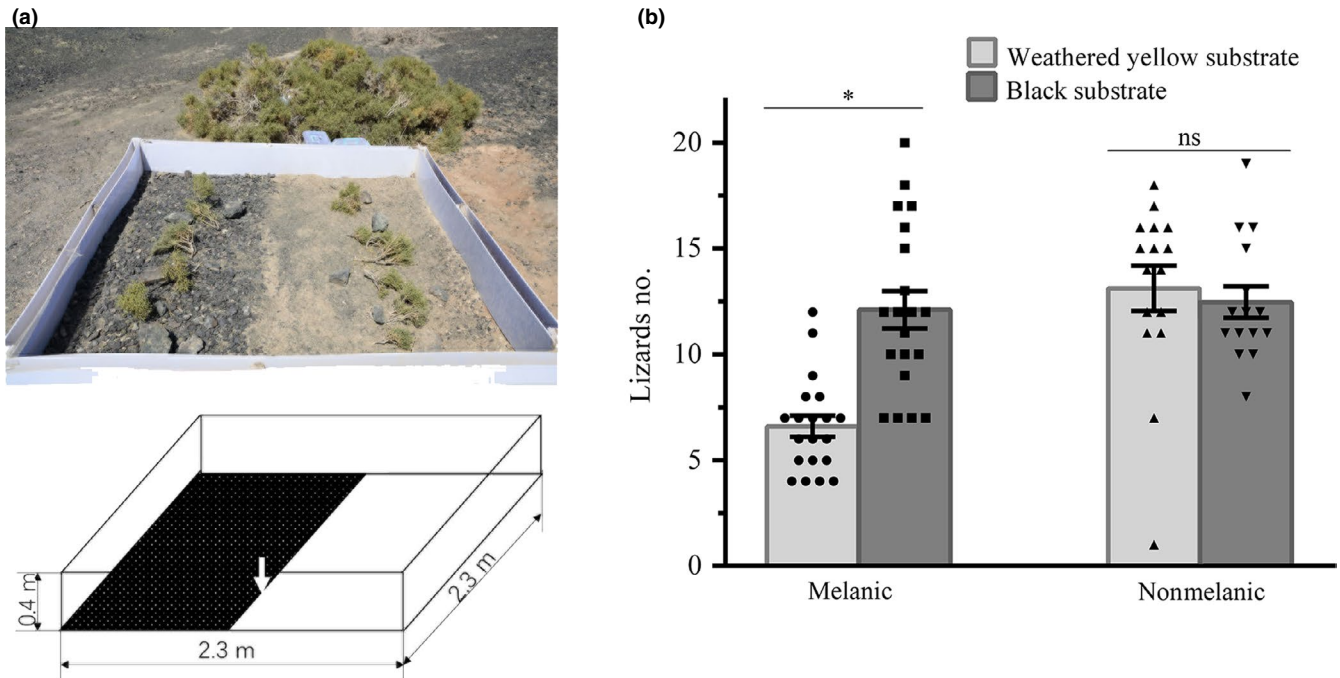 (a)
(b)
Weathered yellow substrate
Black substrate
*
ns
20
15
10
5
0
Lizards no.
Melanic
Nonmelanic
0.4 m
2.3 m
2.3 m